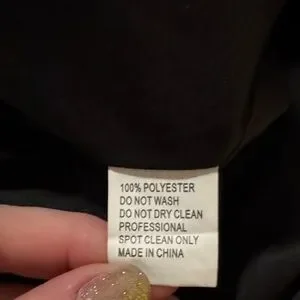 100% POLYESTER
DO NOT WASH
DO NOT DRY CLEAN
PROFESSIONAL
SPOT CLEAN ONLY
MADE IN CHINA